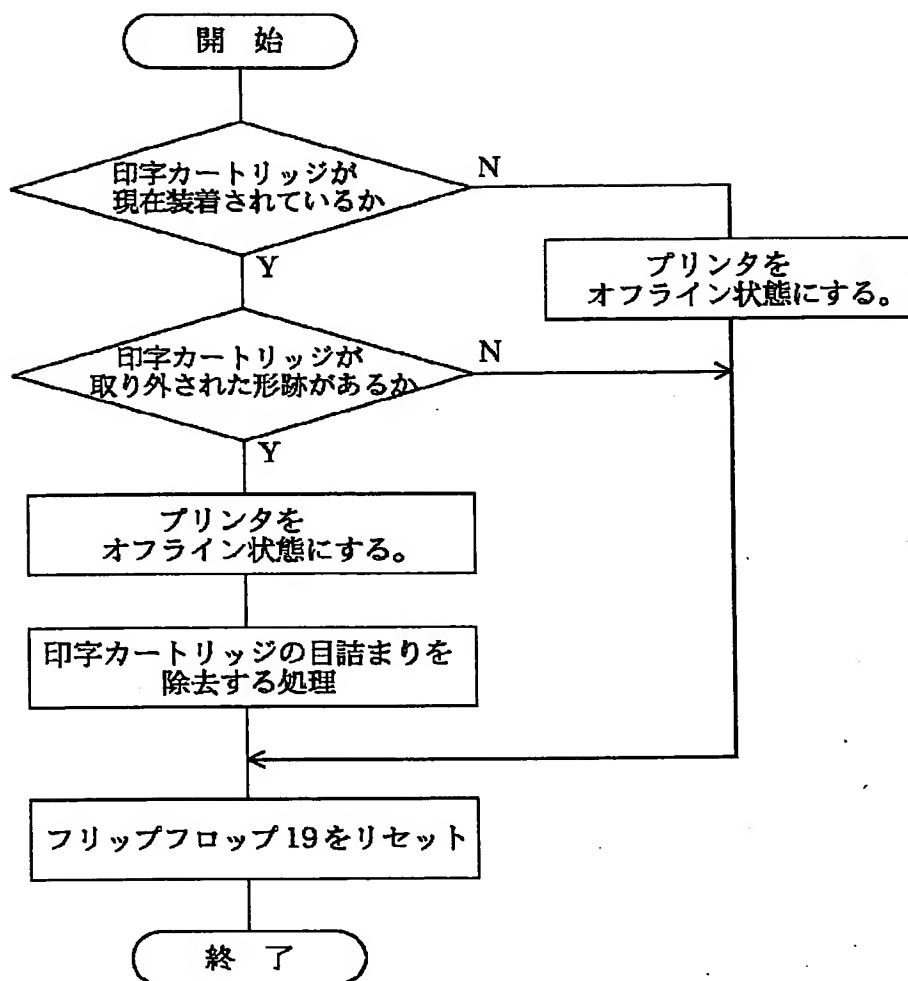 開 始
印字カートリッジが
現在装着されているか
N
Y
プリンタを
オフライン状態にする。
印字カートリッジが
取り外された形跡があるか
N
Y
プリンタを
オフライン状態にする。
印字カートリッジの目詰まりを
除去する処理
フリップフロップ19をリセット
終 了